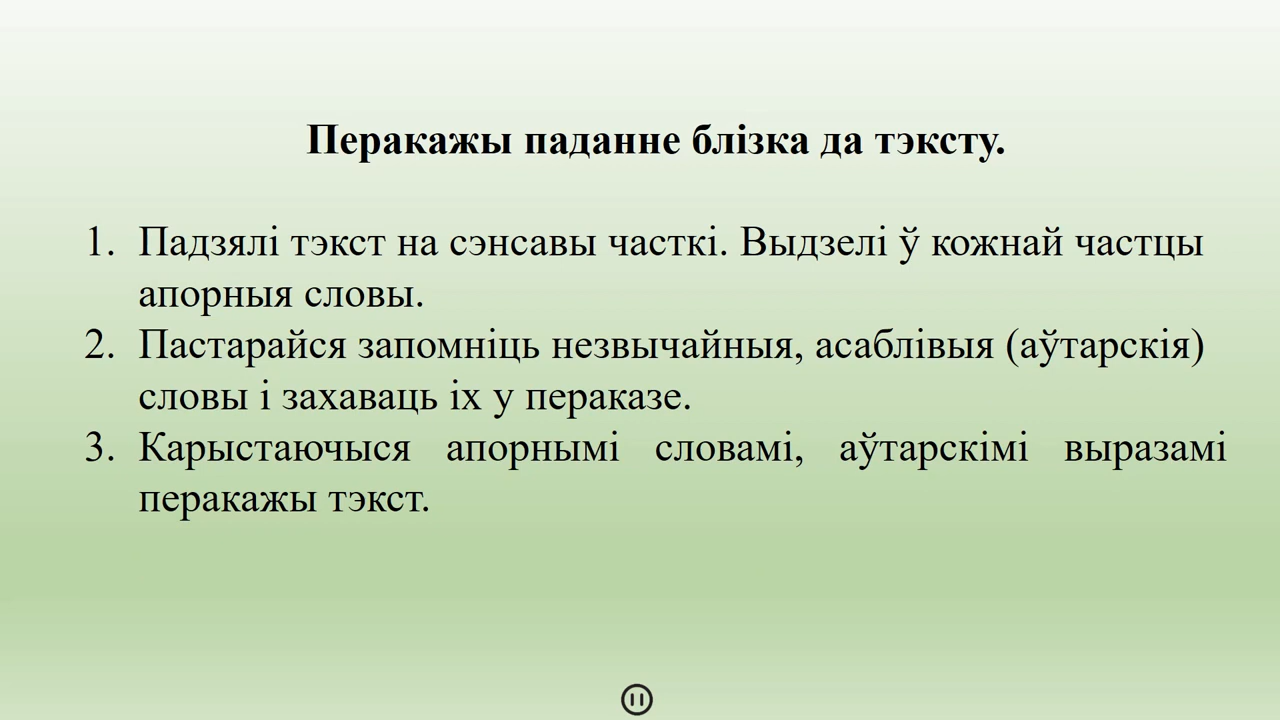 Перакажы паданне блізка да тэксту.
1. Падзялі тэкст на сэнсавы часткі. Выдзелі ў кожнай частцы
апорныя словы.
2. Пастарайся запомніць незвычайныя, асаблівыя (аўтарскія)
словы і захаваць іх у пераказе.
3. Карыстаючыся апорнымі словамі, аўтарскімі выразамі
перакажы тэкст.